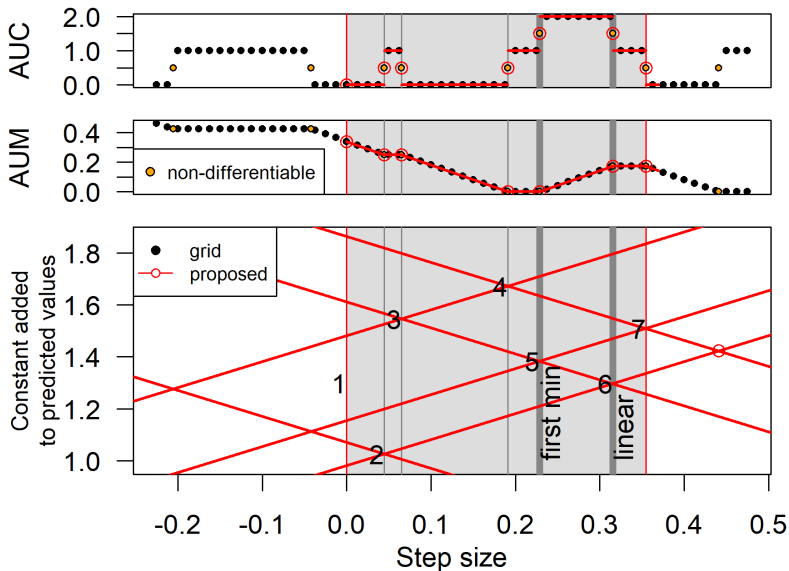 AUC
2.0
1.0
0.0
AUM
0.4
0.2
0.0
non-differentiable
Constant added
to predicted values
1.8
1.6
1.4
1.2
1.0
grid
proposed
1
2
3
4
5
6
7
first min
linear
-0.2 -0.1 0.0 0.1 0.2 0.3 0.4 0.5
Step size